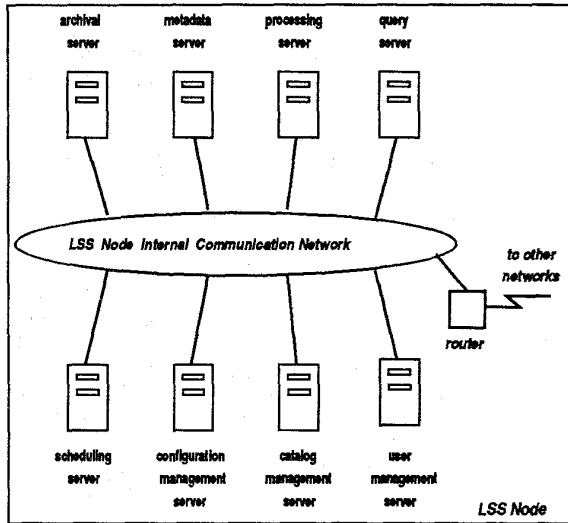 archival
server
metadata
server
processing
server
query
server
LSS Node Internal Communication Network
to other
networks
router
scheduling
server
configuration
management
server
catalog
management
server
user
management
server
LSS Node